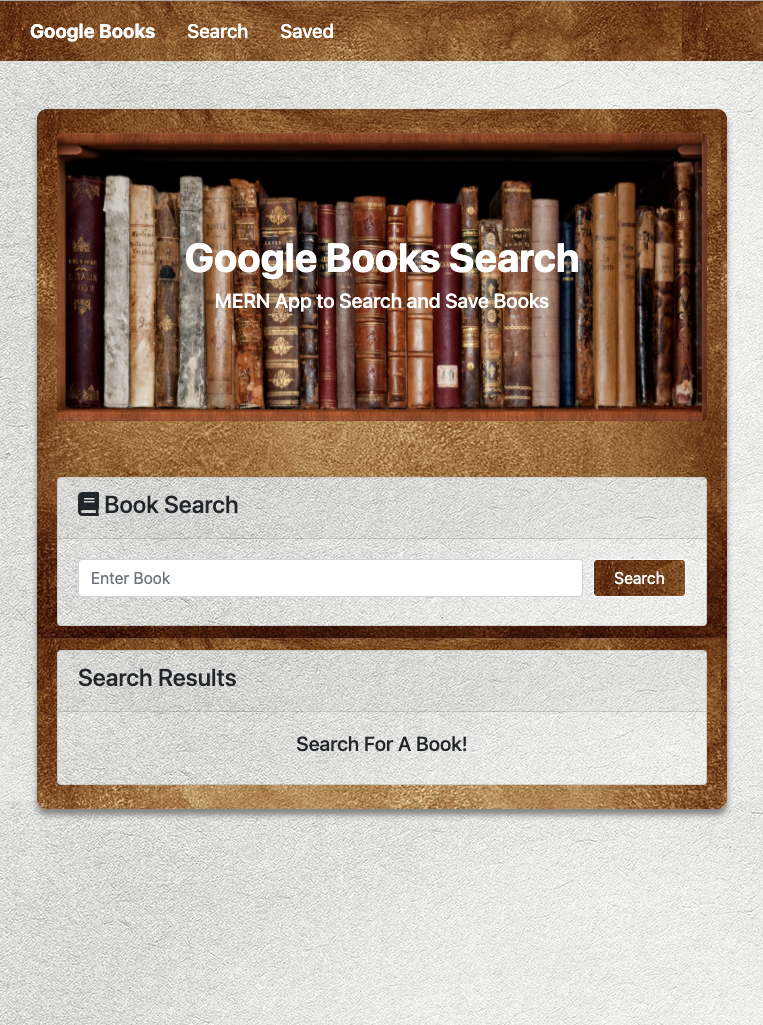 Google Books Search Saved
Google Books Search
MERN App to Search and Save Books
19
Book Search
Enter Book Search
Search Results
Search For A Book!